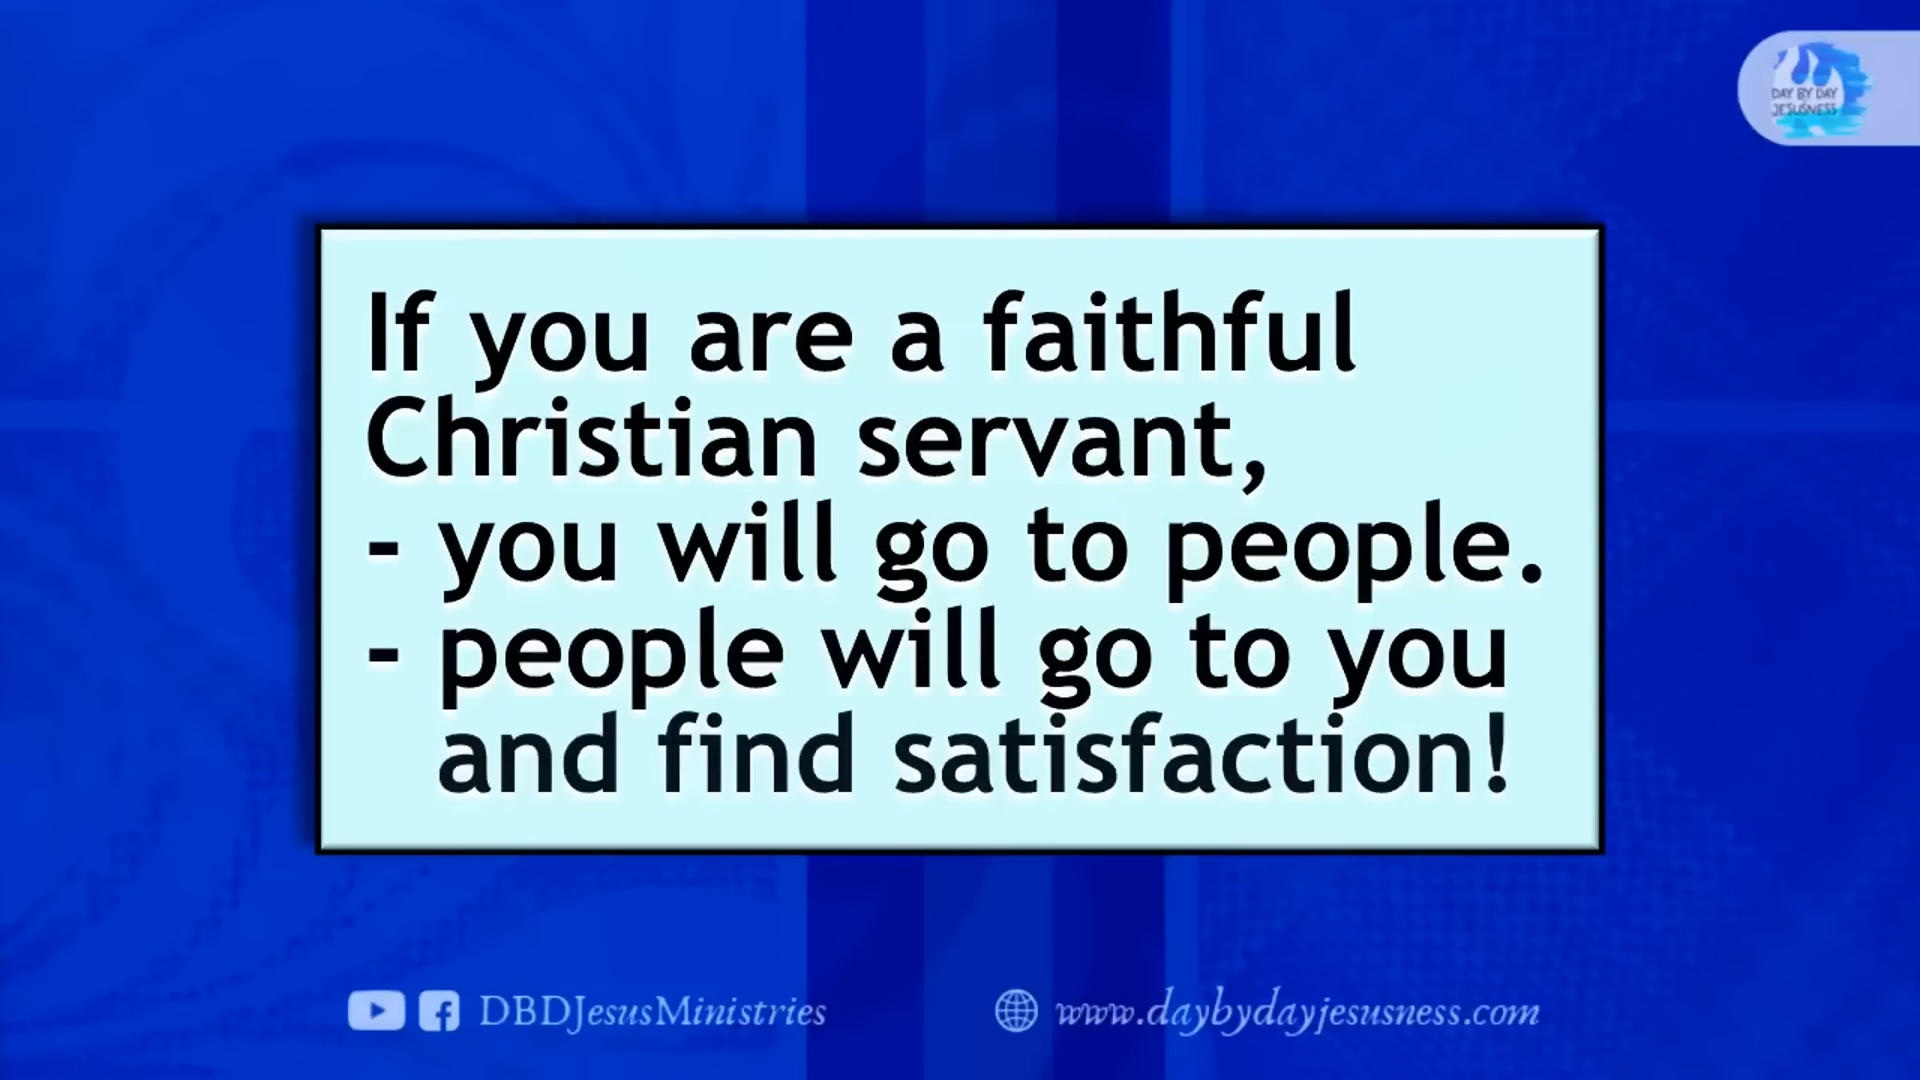 DAY BY DAY
JESUSNESS
If you are a faithful
Christian servant,
- you will go to people.
- people will go to you
and find satisfaction!
DBDJesusMinistries
www.daybydayjesusness.com